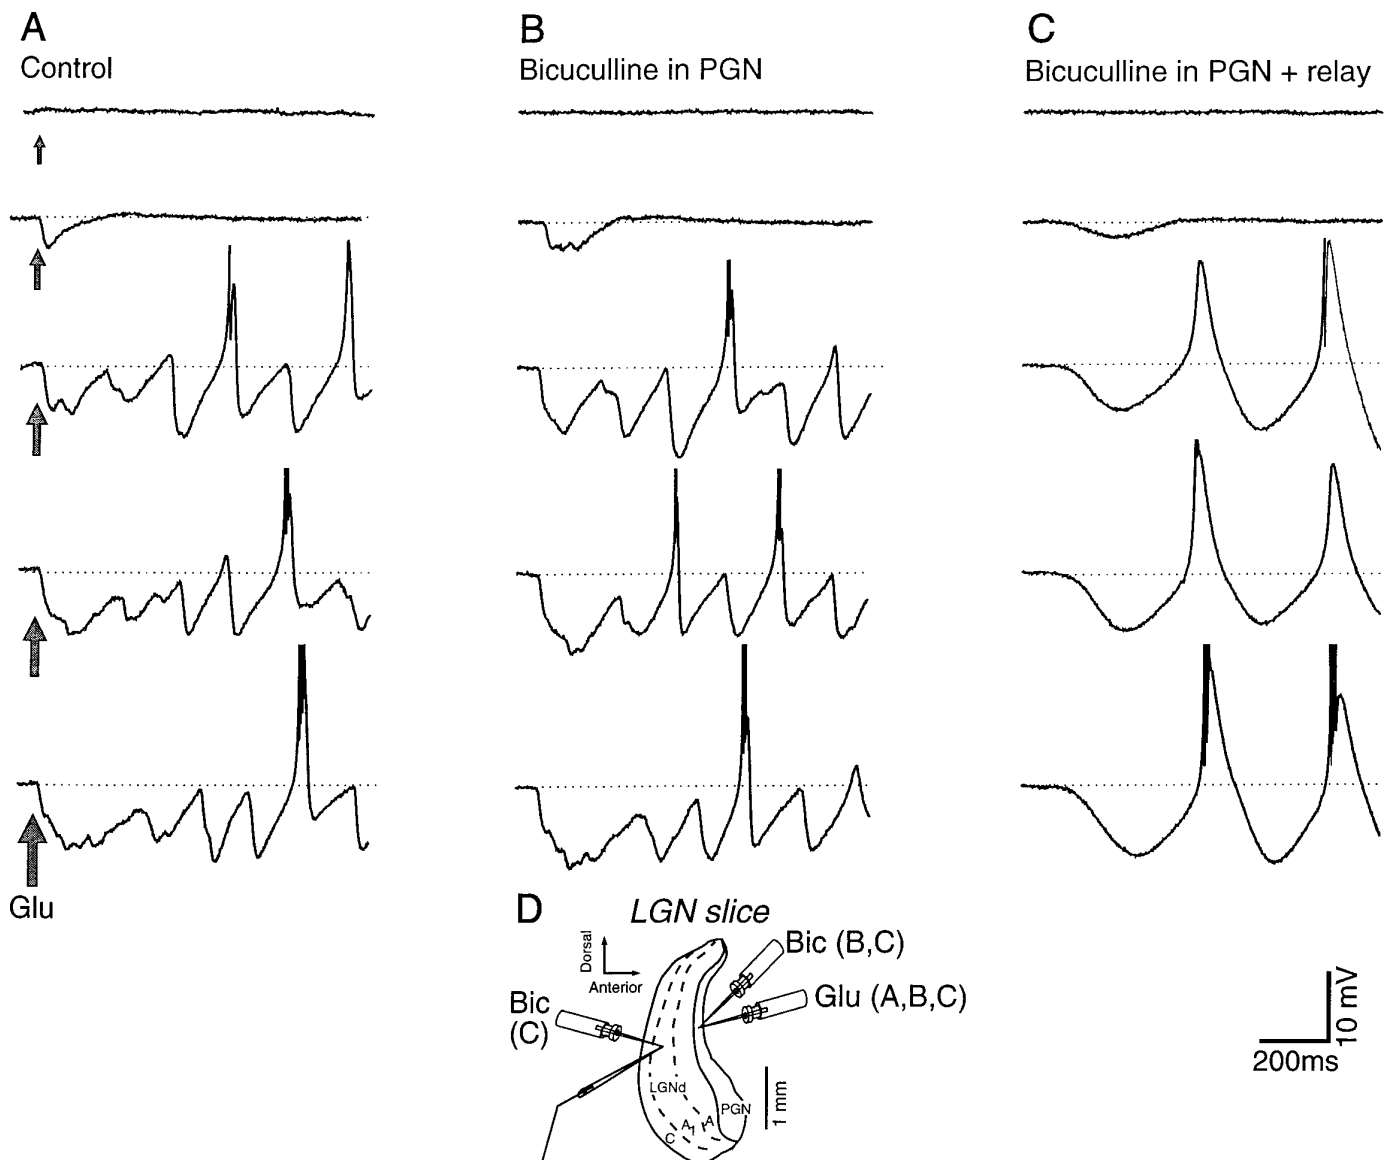 A
Control
B
Bicuculline in PGN
C
Bicuculline in PGN + relay
Glu
D
LGN slice
Dorsal
Anterior
Bic (B,C)
Glu (A,B,C)
Bic
(C)
LGNd
PGN
A1
A
C
1 mm
10 mV
200ms